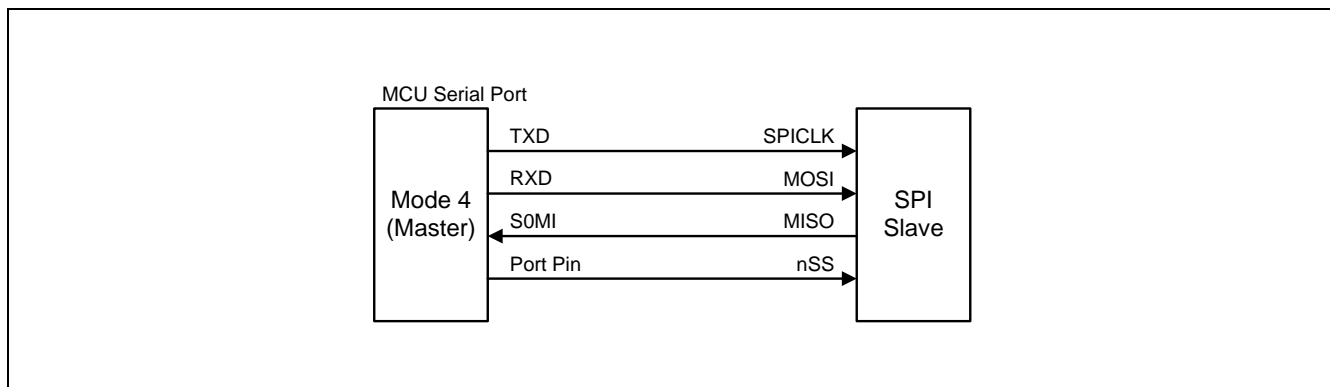 MCU Serial Port
TXD SPICLK
RXD MOSI
Mode 4
(Master)
S0MI MISO
SPI
Slave
Port Pin nSS